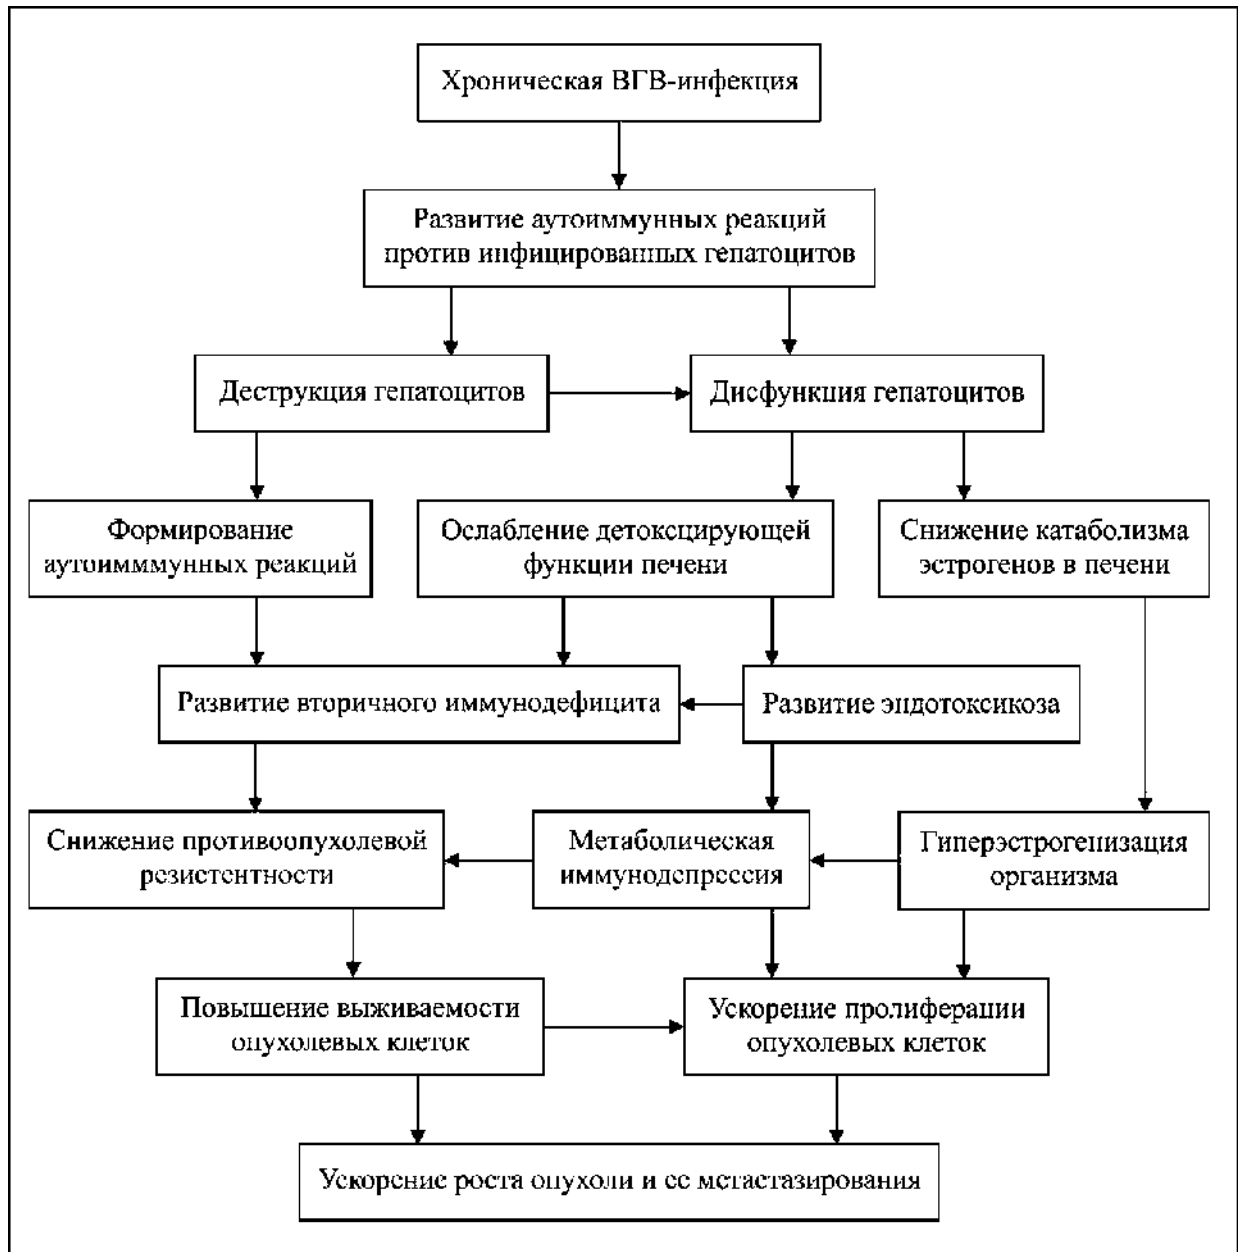 Хроническая ВГВ-инфекция
Развитие аутоиммунных реакций
против инфицированных гепатоцитов
Деструкция гепатоцитов
Дисфункция гепатоцитов
Формирование
аутоимммунных реакций
Ослабление детоксцирующей
функции печени
Снижение катаболизма
эстрогенов в печени
Развитие вторичного иммунодефицита
Развитие эндотоксикоза
Снижение противоопухолевой
резистентности
Метаболическая
иммунодепрессия
Гиперэстрогенизация
организма
Повышение выживаемости
опухолевых клеток
Ускорение пролиферации
опухолевых клеток
Ускорение роста опухоли и ее метастазирования